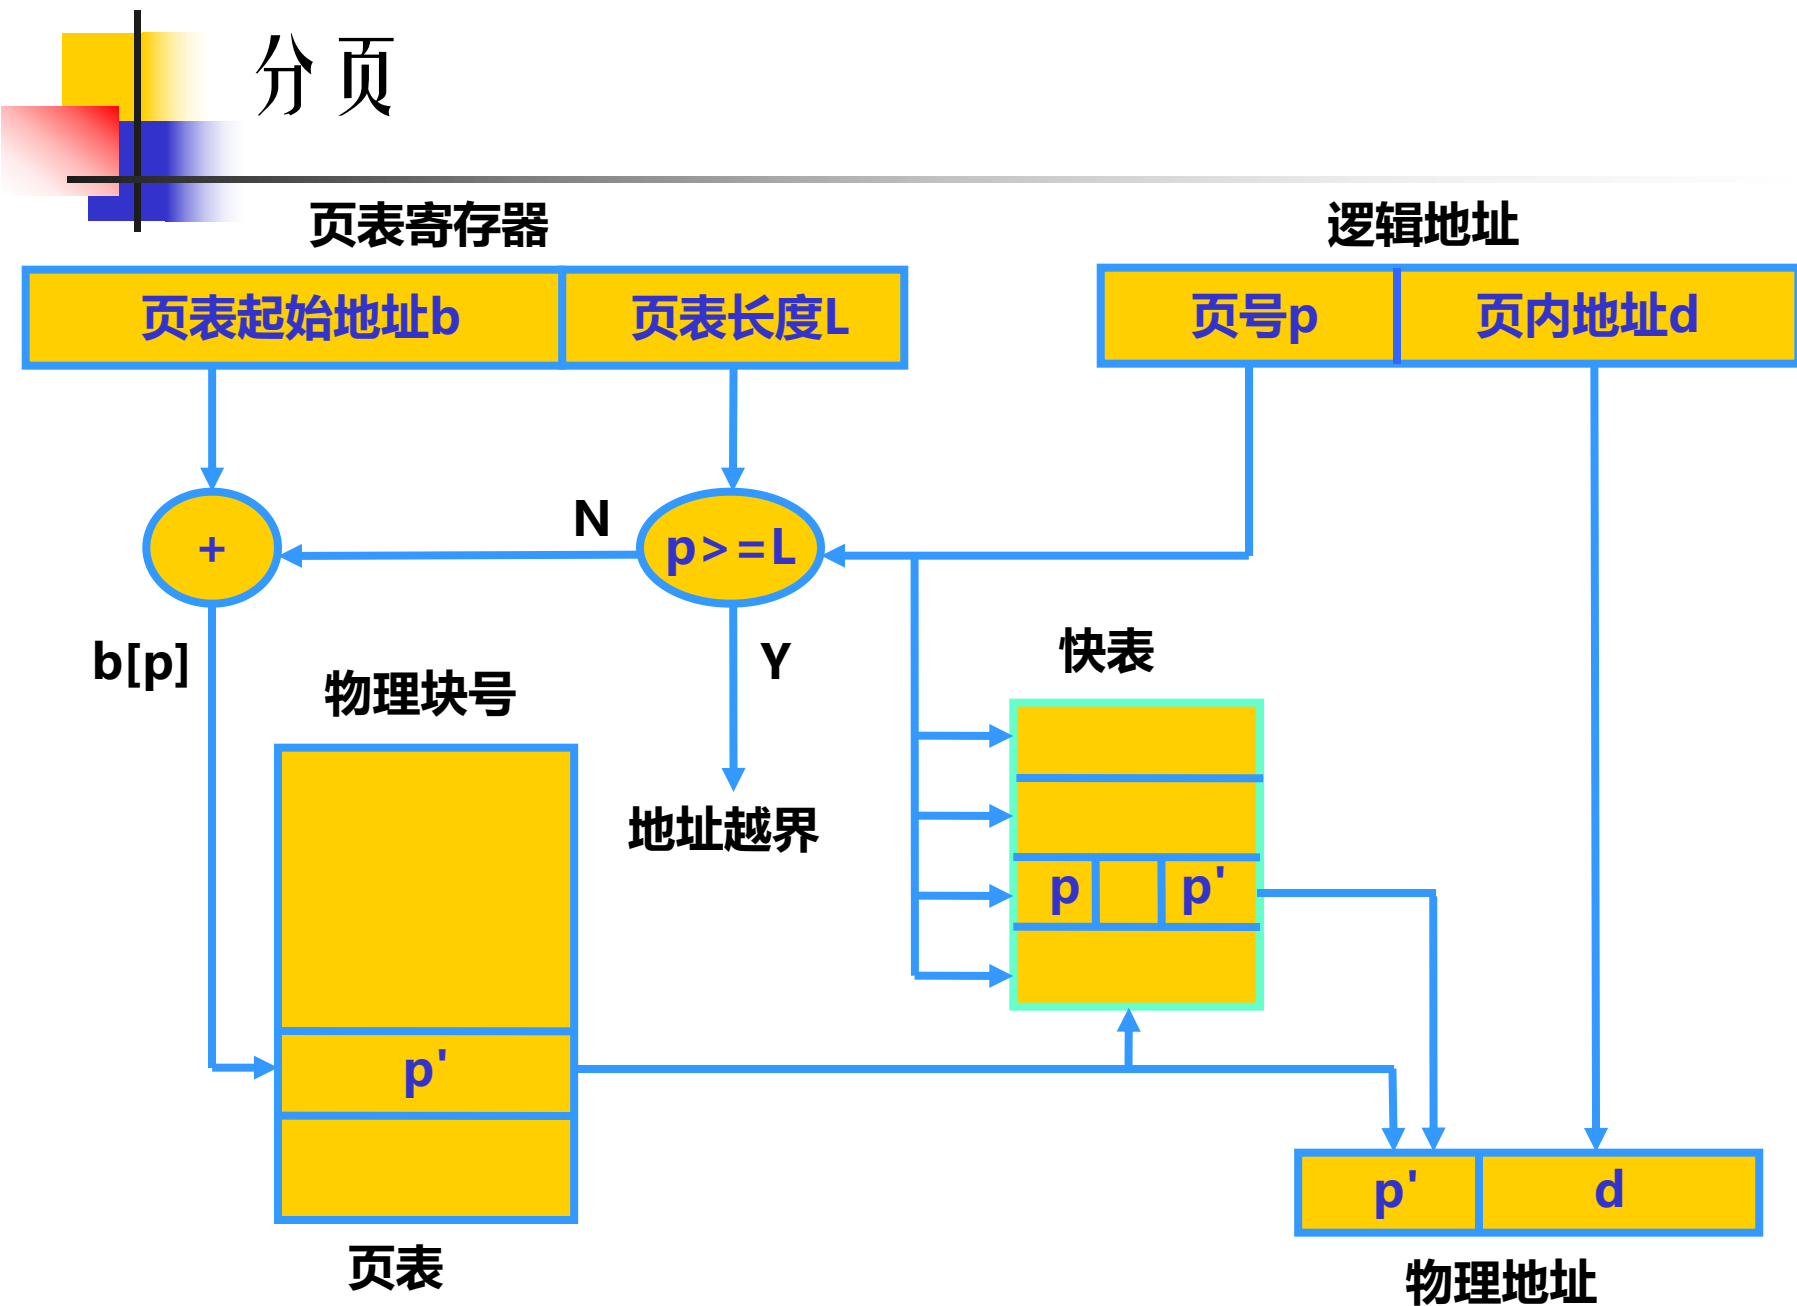 分页
页表寄存器
逻辑地址
页表起始地址b
页表长度L
页号p
页内地址d
+
N
p>=L
b[p]
Y
物理块号
快表
地址越界
p
p'
p'
p'
d
页表
物理地址